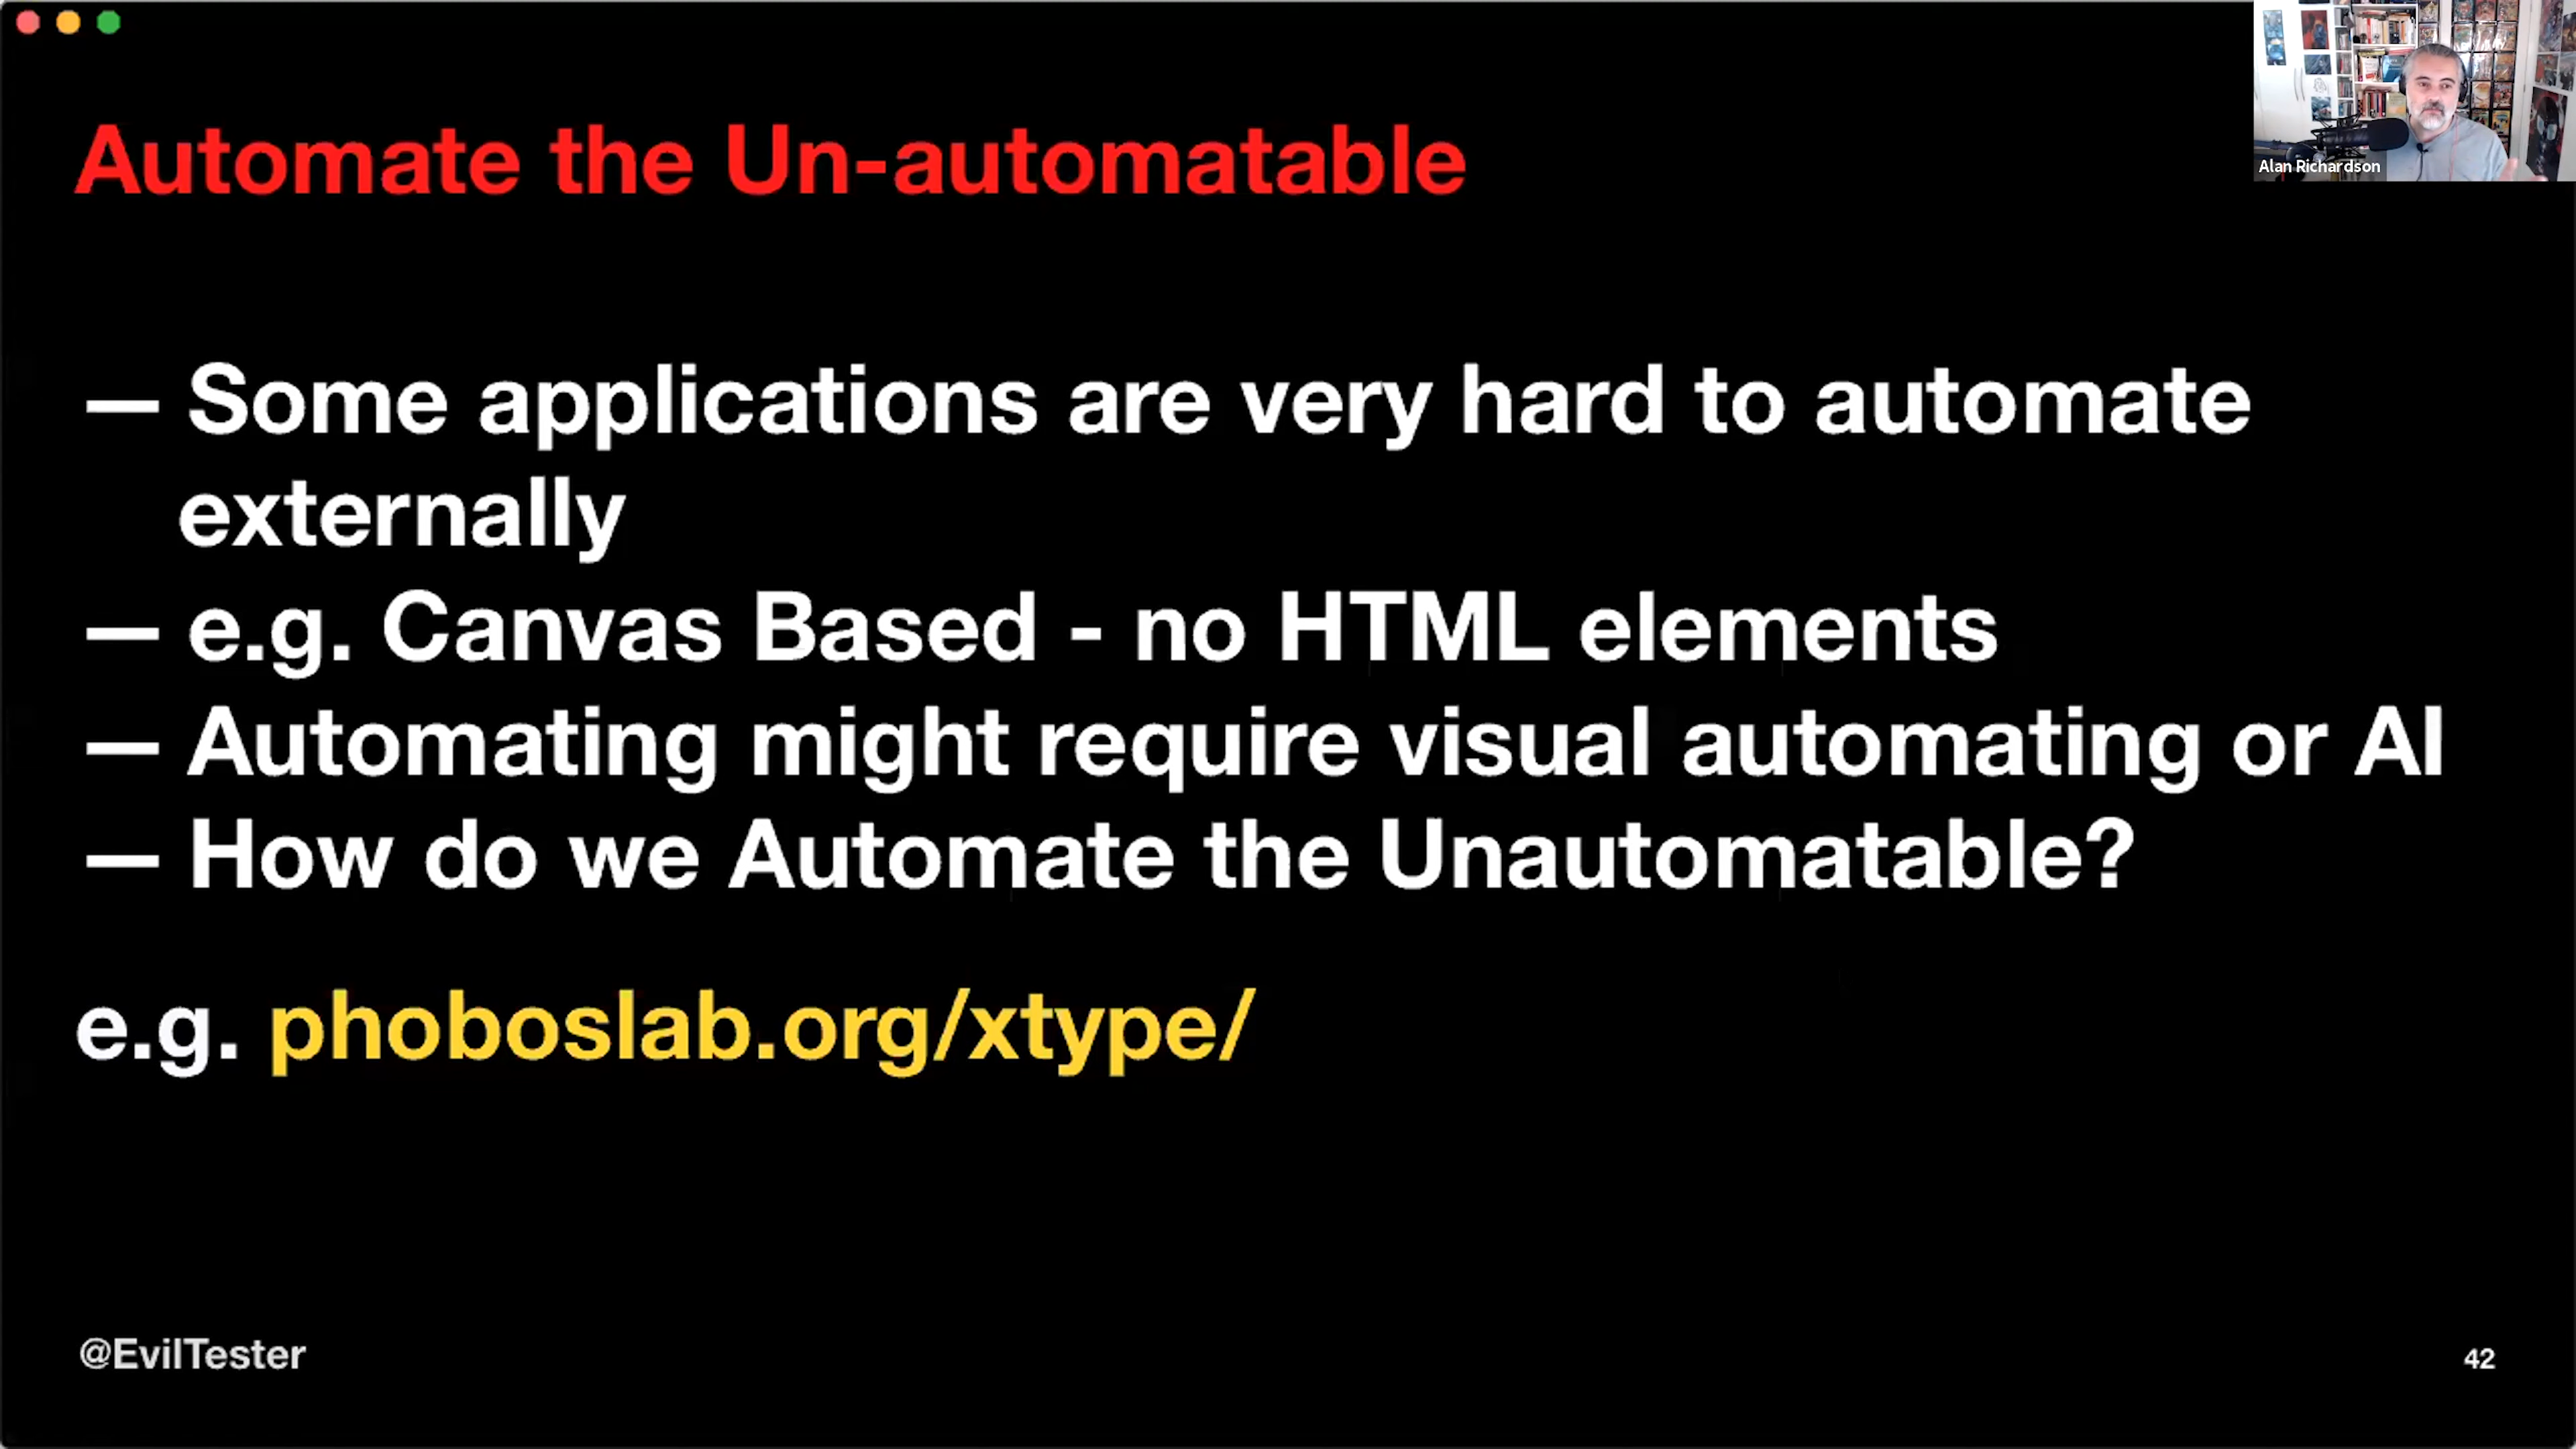 Automate the Un-automatable
Alan Richardson
— Some applications are very hard to automate
externally
— e.g. Canvas Based - no HTML elements
— Automating might require visual automating or AI
— How do we Automate the Unautomatable?
e.g. phoboslab.org/xtype/
@EvilTester
42